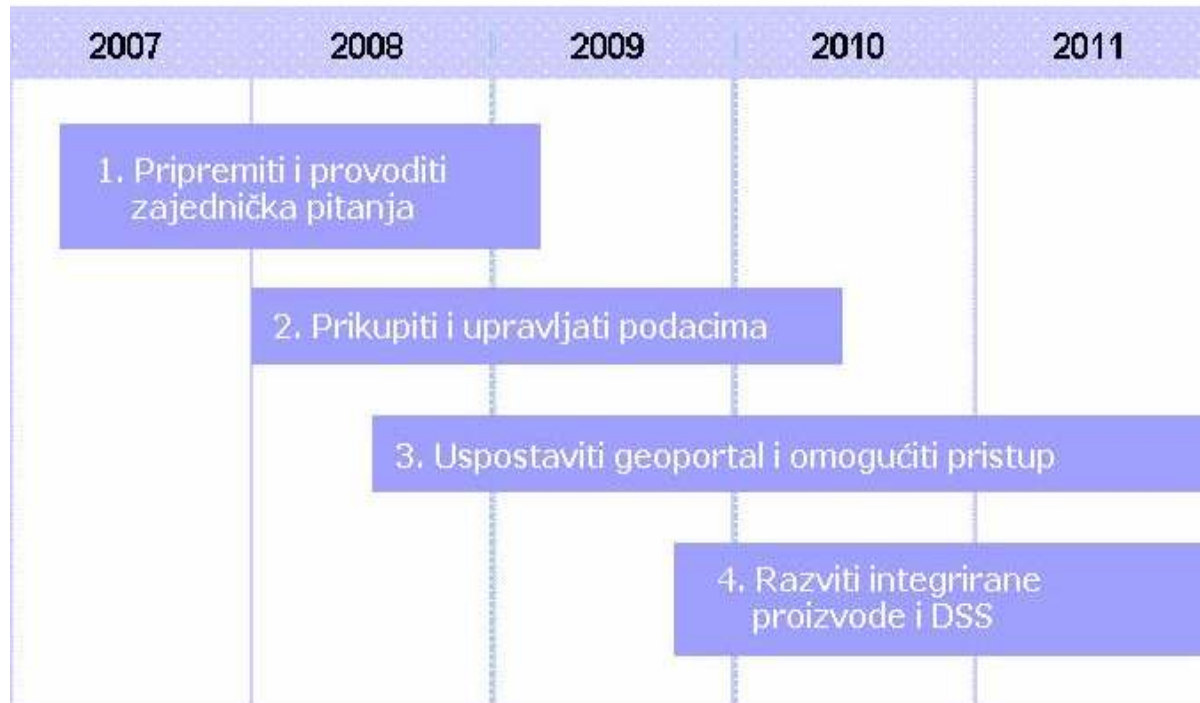 2007 2008 2009 2010 2011
1. Pripremiti i provoditi
zajednička pitanja
2. Prikupiti i upravljati podacima
3. Uspostaviti geoportal i omogućiti pristup
4. Razviti integrirane
proizvode i DSS